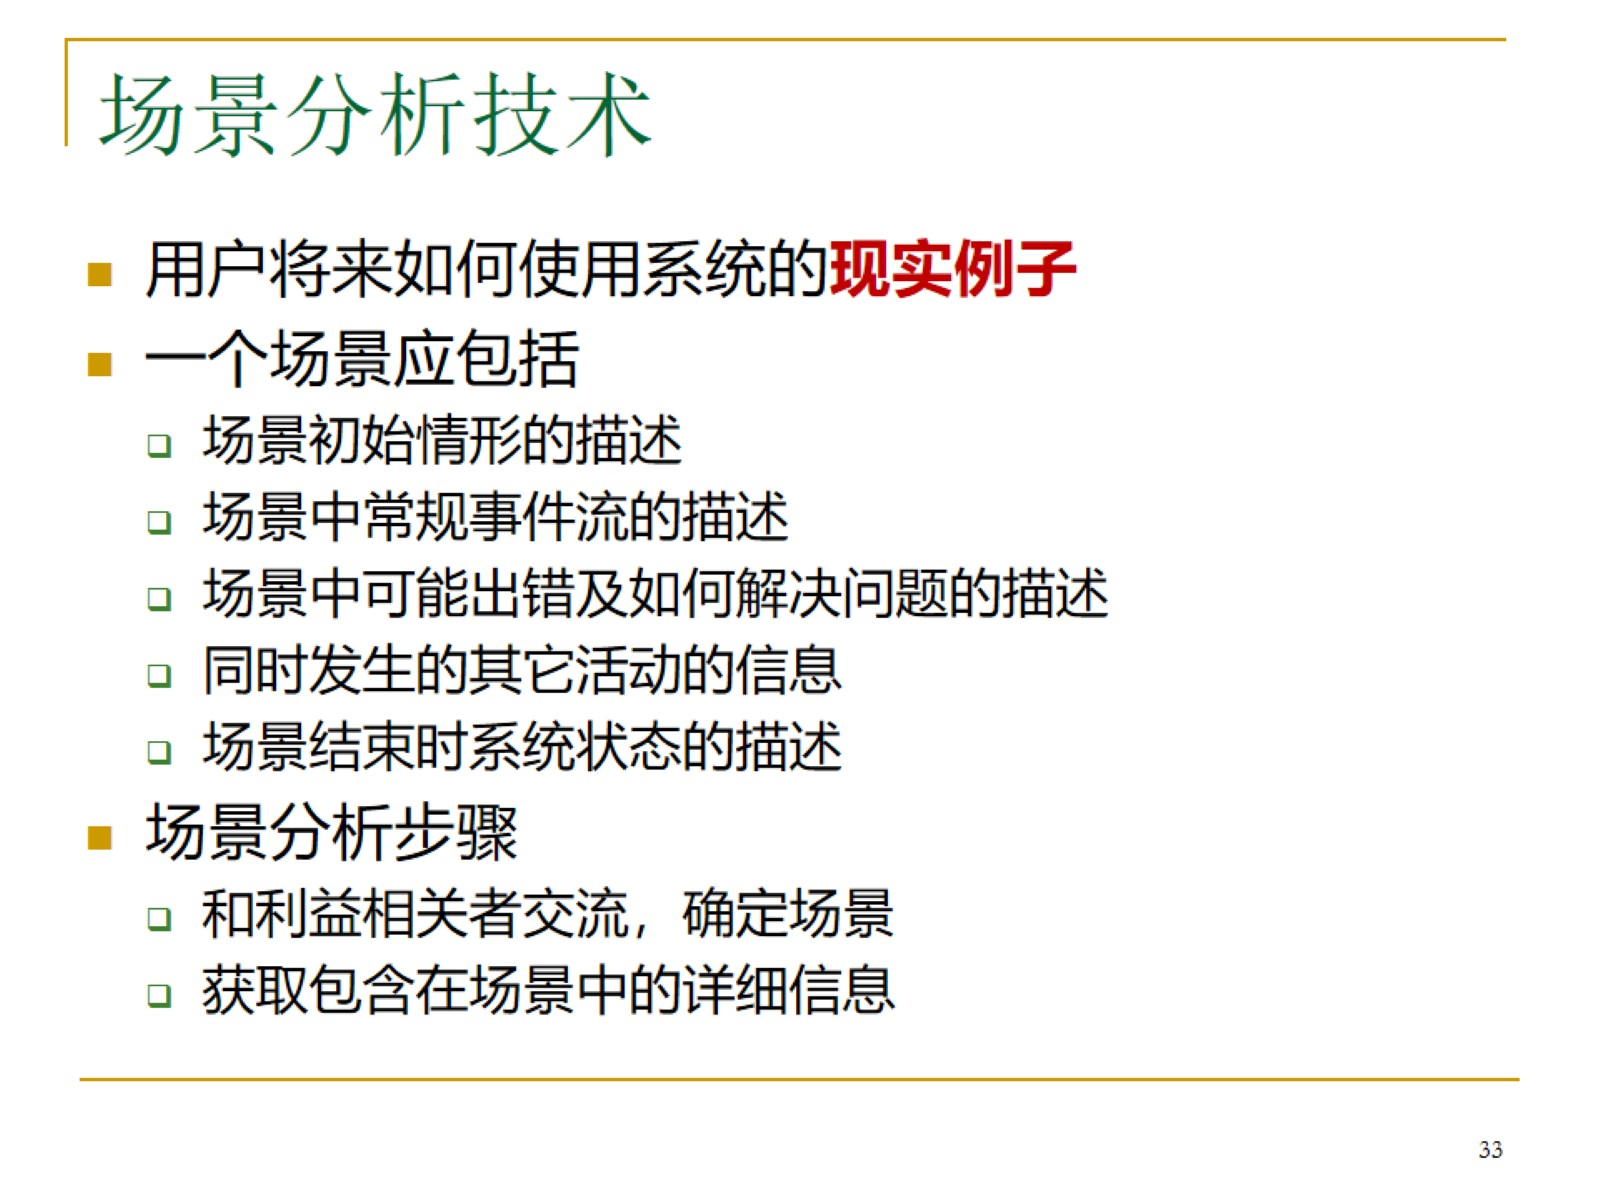 场景分析技术
用户将来如何使用系统的现实例子
一个场景应包括
场景初始情形的描述
场景中常规事件流的描述
场景中可能出错及如何解决问题的描述
同时发生的其它活动的信息
场景结束时系统状态的描述
场景分析步骤
和利益相关者交流，确定场景
获取包含在场景中的详细信息
33